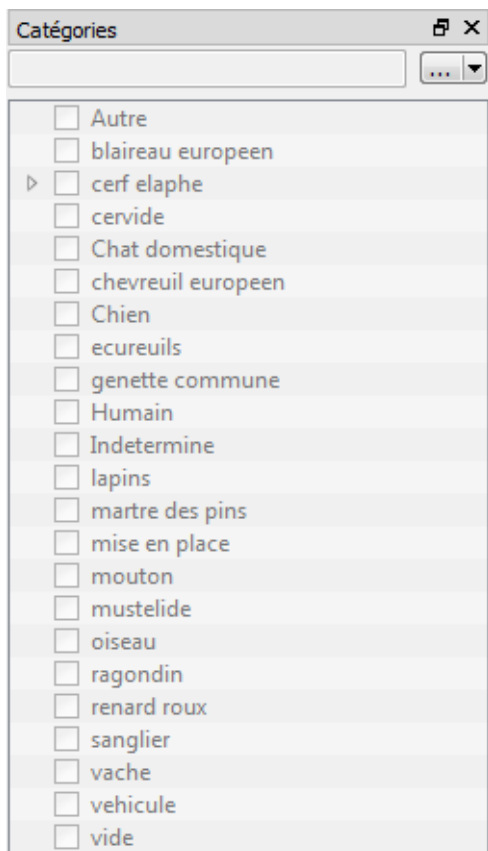 Catégories
...
Autre
blaireau europeen
cerf elaphe
cervide
Chat domestique
chevreuil europeen
Chien
ecureuils
genette commune
Humain
Indetermine
lapins
martre des pins
mise en place
mouton
mustelide
oiseau
ragondin
renard roux
sanglier
vache
vehicule
vide